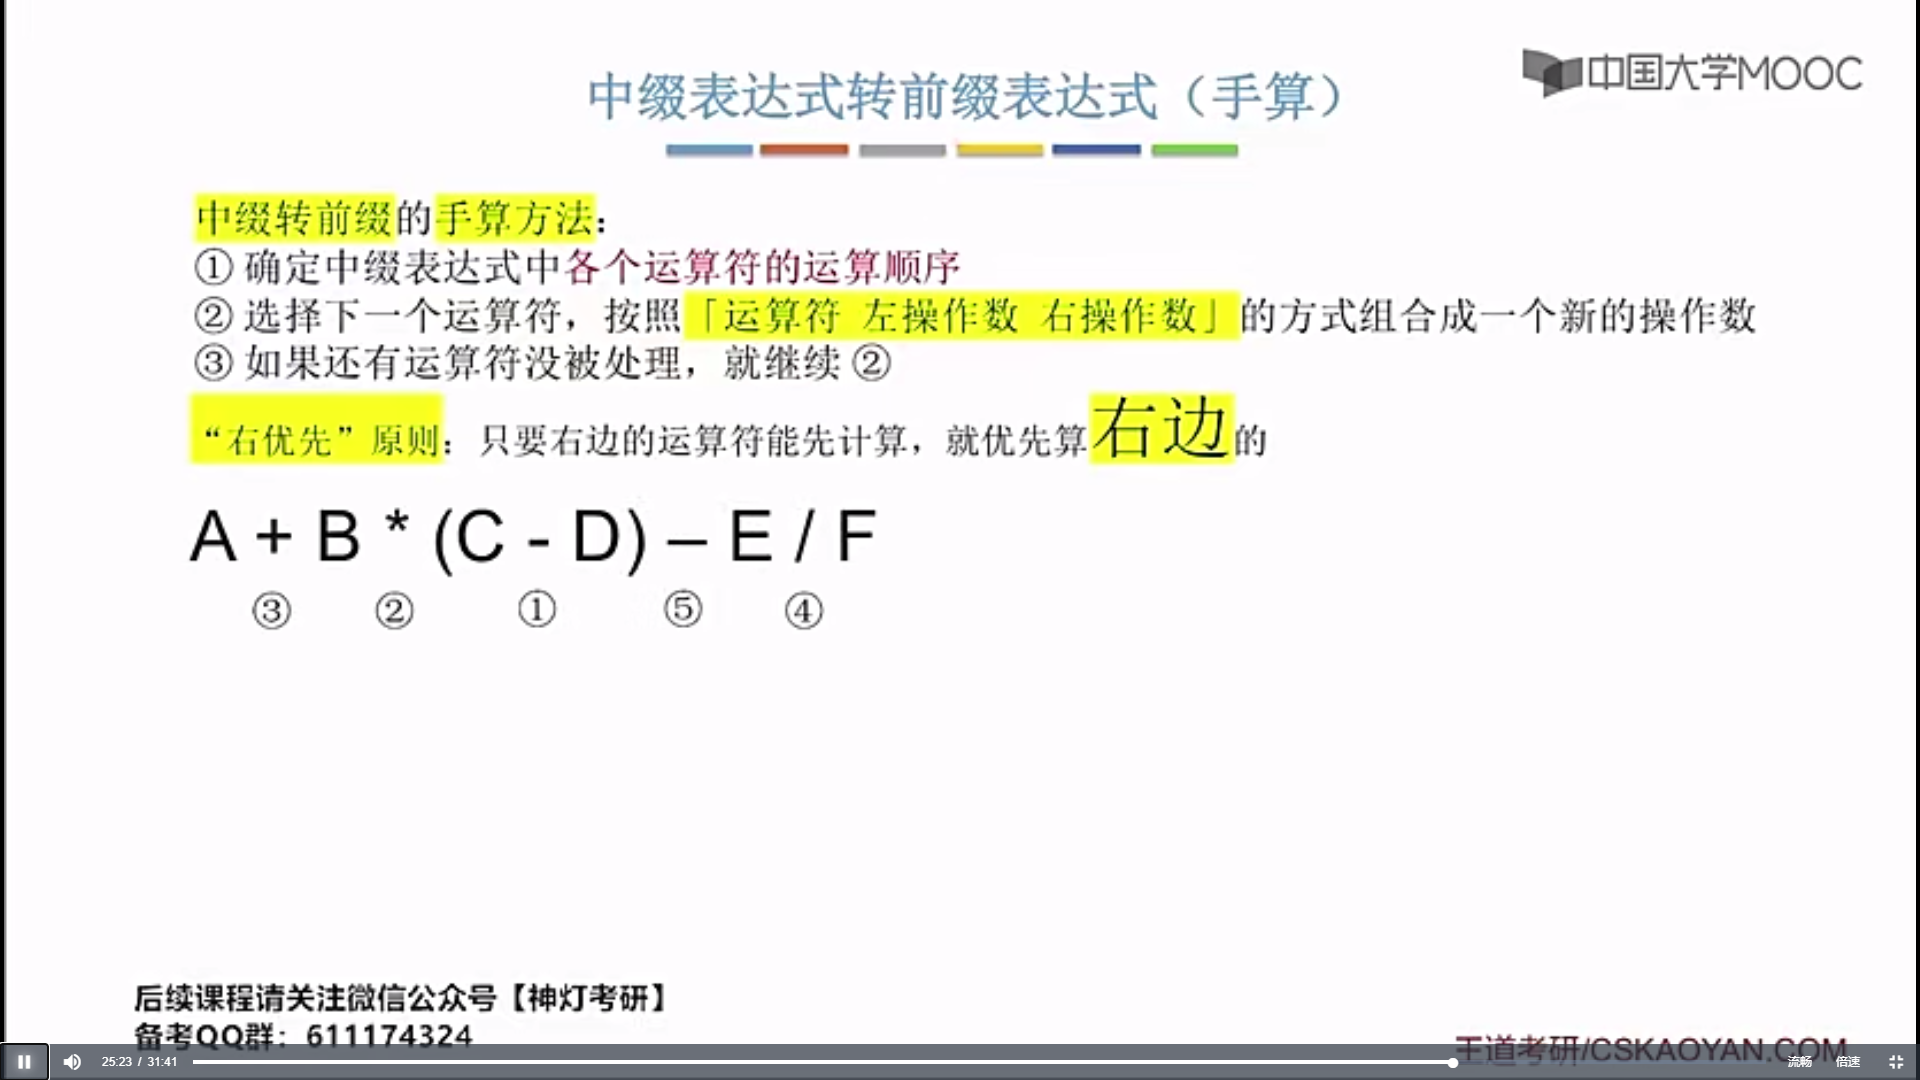 中国大学MOOC
中缀表达式转前缀表达式（手算）
中缀转前缀的手算方法：
① 确定中缀表达式中各个运算符的运算顺序
② 选择下一个运算符，按照「运算符 左操作数 右操作数」的方式组合成一个新的操作数
③ 如果还有运算符没被处理，就继续 ②
“右优先”原则：只要右边的运算符能先计算，就优先算右边的
A + B * (C - D) – E / F
③ ② ① ⑤ ④
后续课程请关注微信公众号【神灯考研】
备考QQ群：611174324
王道考研/CSKAOYAN.COM
25:23 / 31:41 流畅 倍速